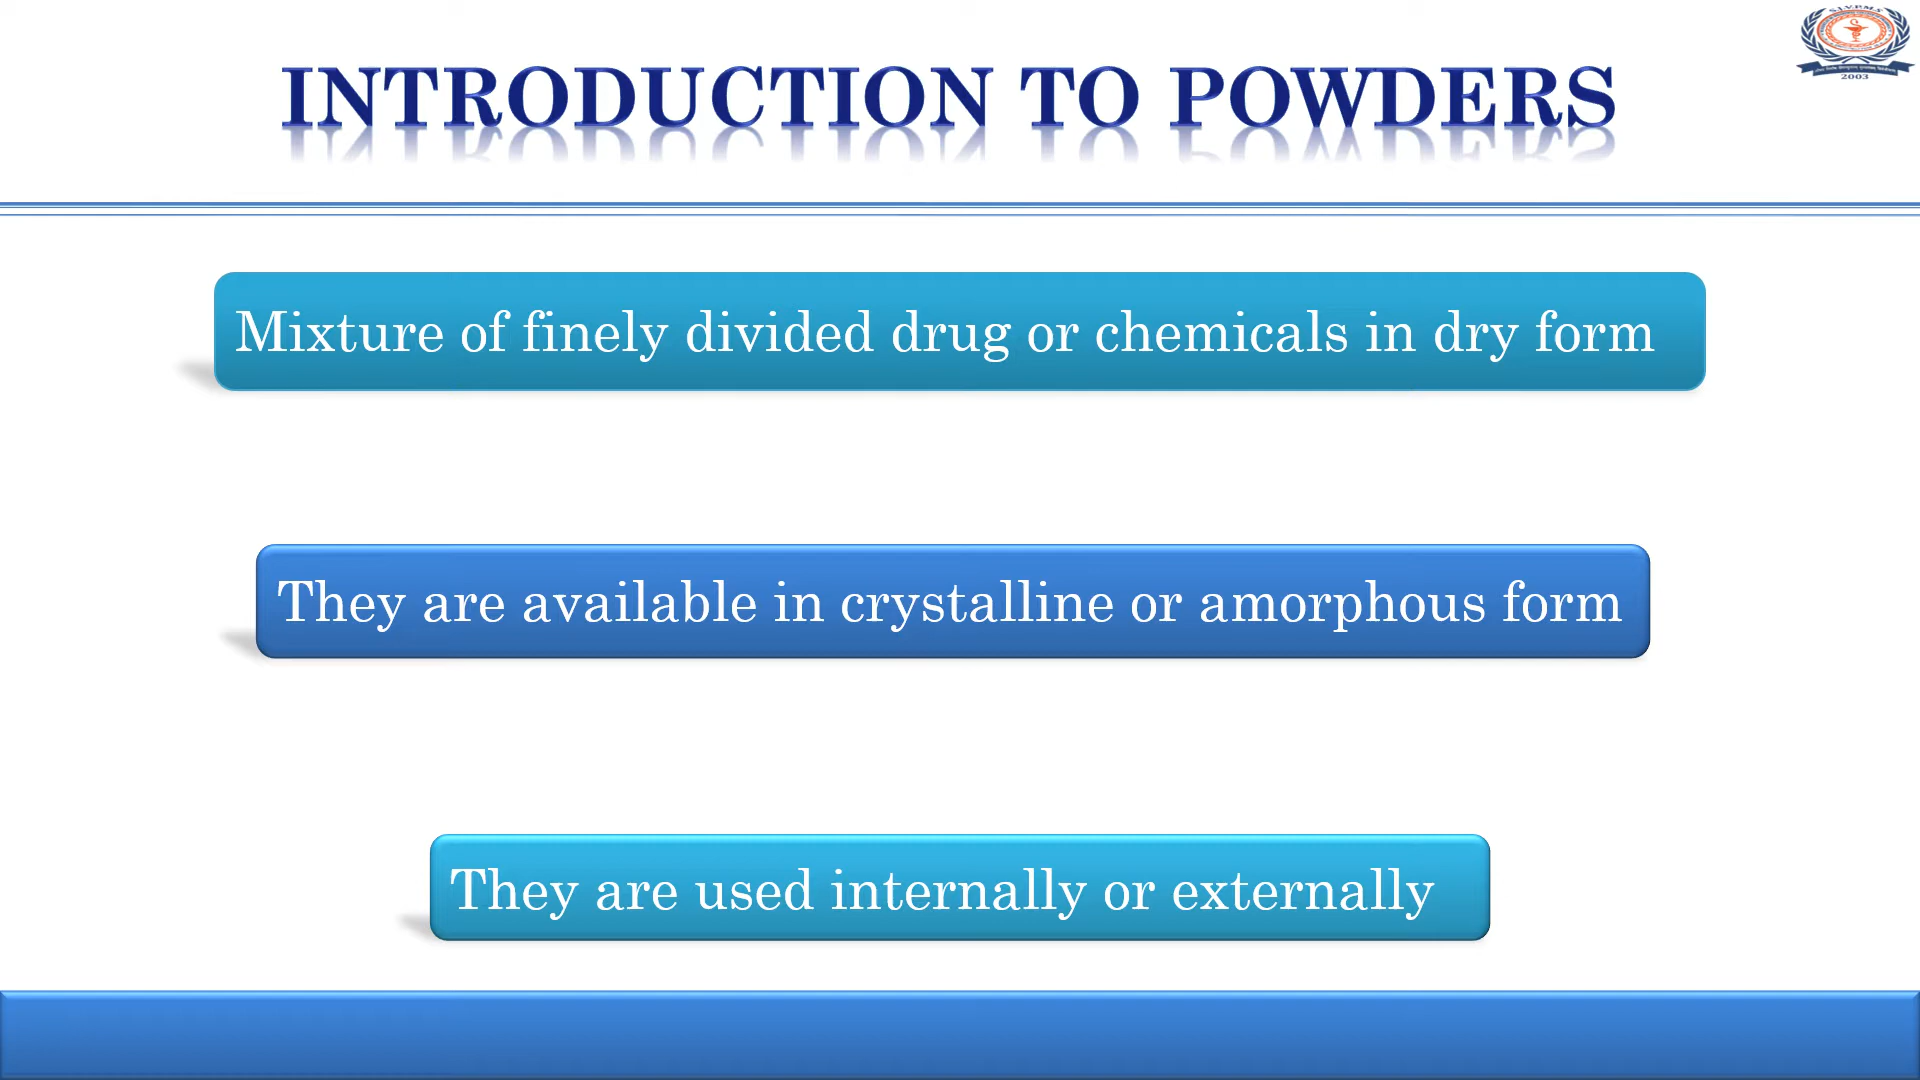 S.I.V.P.M.S
INTRODUCTION TO POWDERS
2003
Mixture of finely divided drug or chemicals in dry form
They are available in crystalline or amorphous form
They are used internally or externally